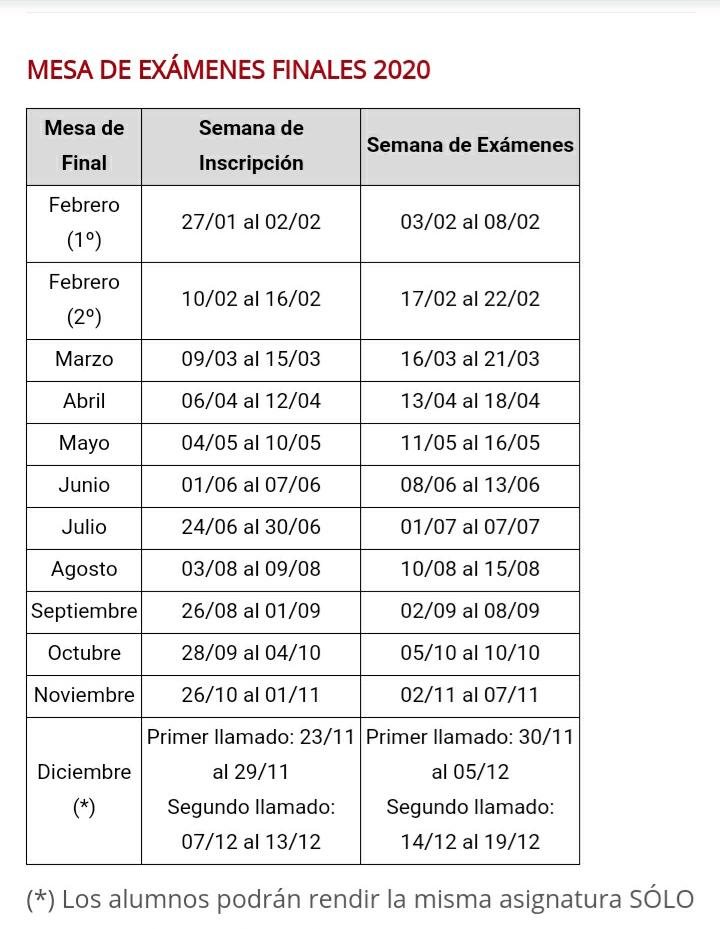 MESA DE EXÁMENES FINALES 2020
Mesa de Final | Semana de Inscripción | Semana de Exámenes
Febrero (1º) | 27/01 al 02/02 | 03/02 al 08/02
Febrero (2º) | 10/02 al 16/02 | 17/02 al 22/02
Marzo | 09/03 al 15/03 | 16/03 al 21/03
Abril | 06/04 al 12/04 | 13/04 al 18/04
Mayo | 04/05 al 10/05 | 11/05 al 16/05
Junio | 01/06 al 07/06 | 08/06 al 13/06
Julio | 24/06 al 30/06 | 01/07 al 07/07
Agosto | 03/08 al 09/08 | 10/08 al 15/08
Septiembre | 26/08 al 01/09 | 02/09 al 08/09
Octubre | 28/09 al 04/10 | 05/10 al 10/10
Noviembre | 26/10 al 01/11 | 02/11 al 07/11
Diciembre (*) | Primer llamado: 23/11 al 29/11 Segundo llamado: 07/12 al 13/12 | Primer llamado: 30/11 al 05/12 Segundo llamado: 14/12 al 19/12
(*) Los alumnos podrán rendir la misma asignatura SÓLO